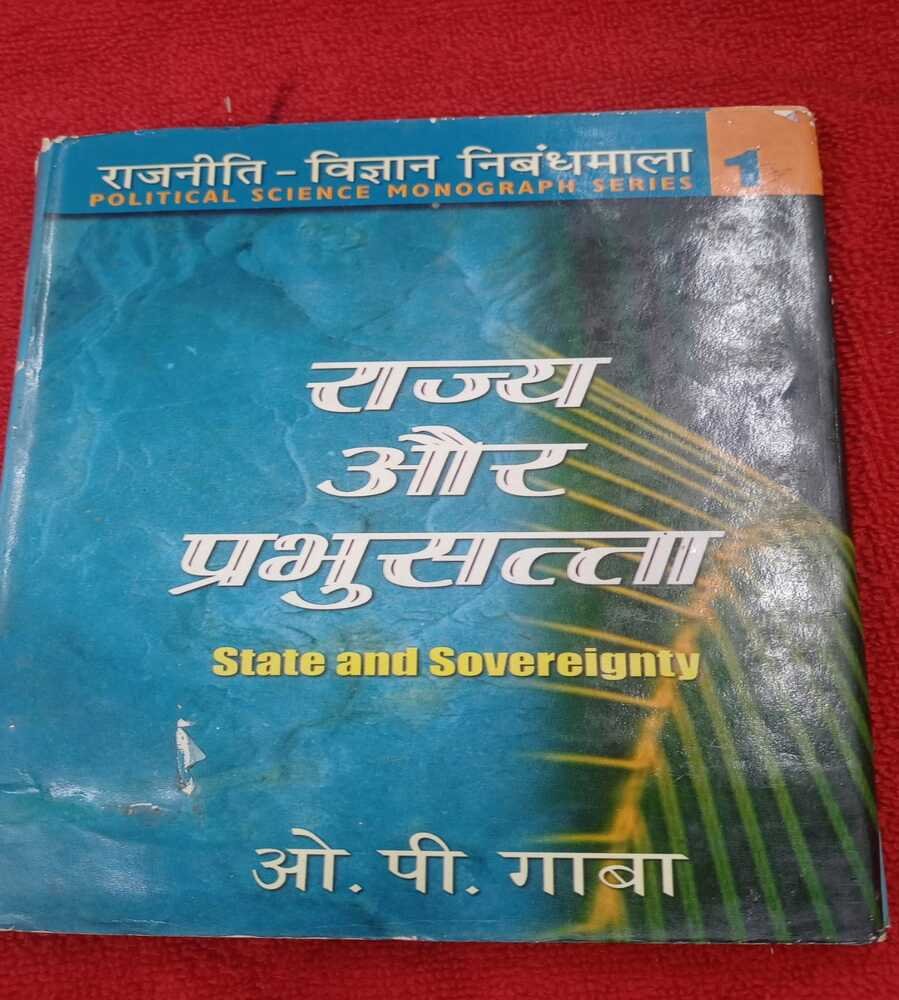 राजनीति - विज्ञान निबंधमाला
POLITICAL SCIENCE MONOGRAPH SERIES
1
राज्य
और
प्रभुसत्ता
State and Sovereignty
ओ. पी. गाबा